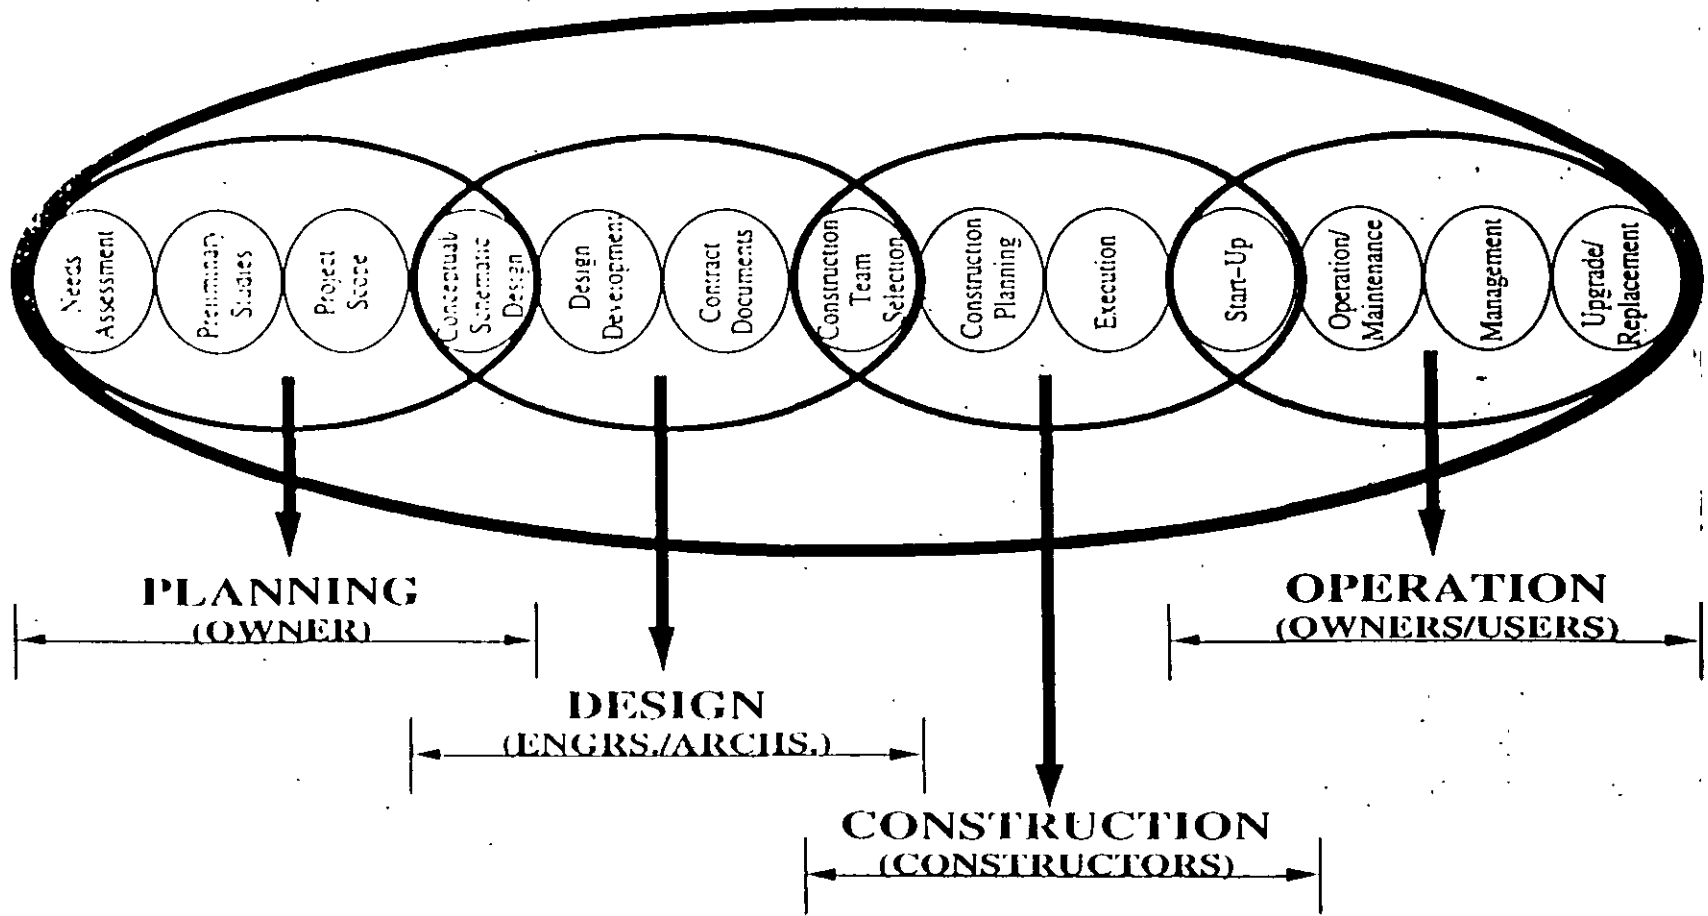 Needs
Assessment
Preliminary
Studies
Project
Scope
Conceptual/
Schematic
Design
Design
Development
Contract
Documents
Construction
Team
Selection
Construction
Planning
Execution
Start-Up
Operation/
Maintenance
Management
Upgrade/
Replacement
PLANNING
(OWNER)
OPERATION
(OWNERS/USERS)
DESIGN
(ENGRS./ARCHS.)
CONSTRUCTION
(CONSTRUCTORS)